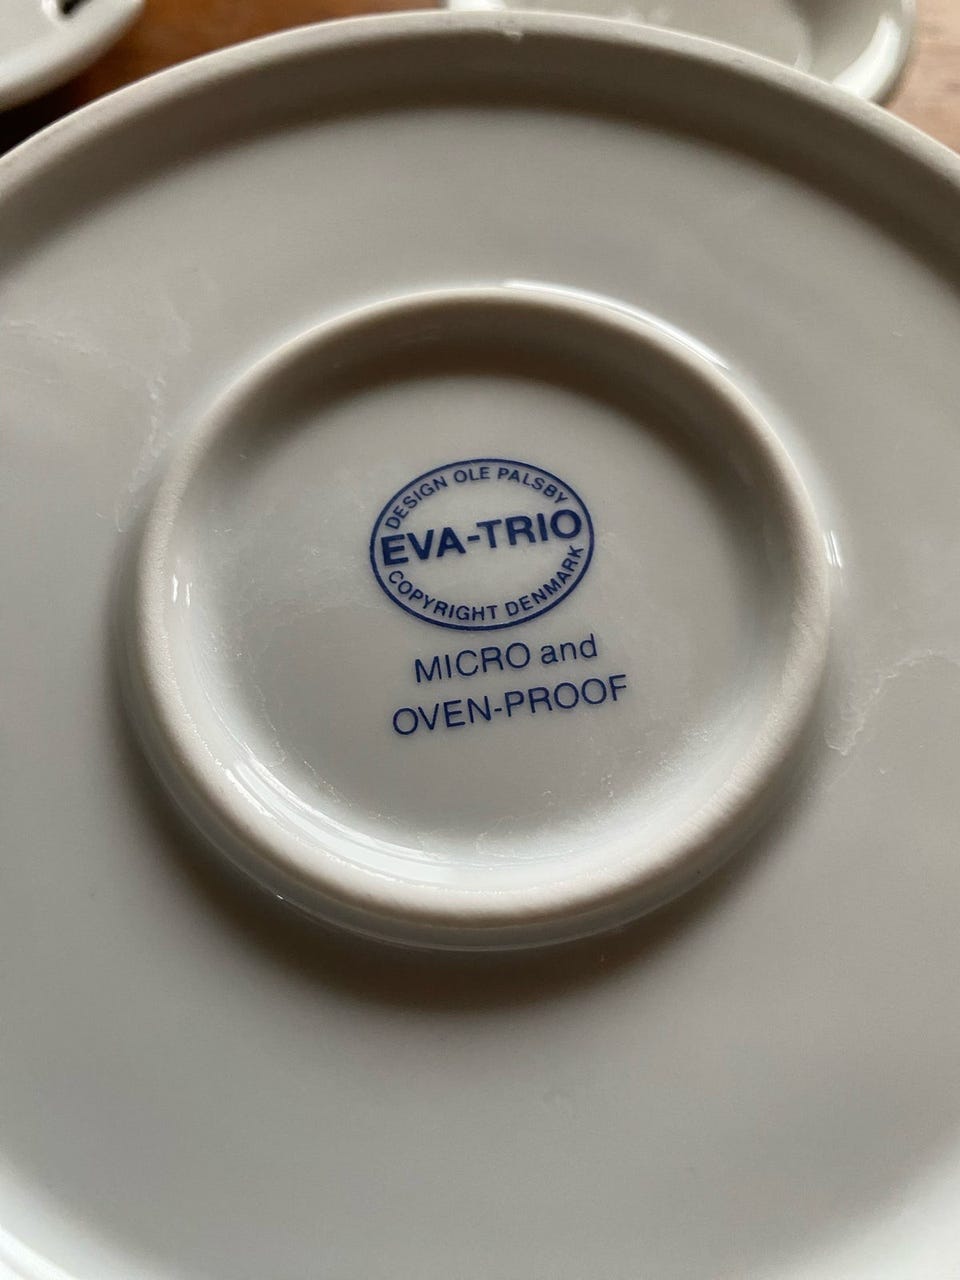 DESIGN OLE PALSBY
EVA-TRIO
COPYRIGHT DENMARK
MICRO and
OVEN-PROOF